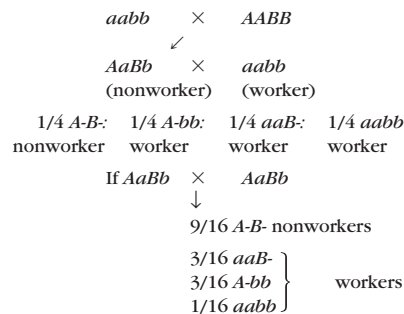 aabb × AABB
↙
AaBb × aabb
(nonworker) (worker)
1/4 A-B-: 1/4 A-bb: 1/4 aaB-: 1/4 aabb
nonworker worker worker worker
If AaBb × AaBb
↓
9/16 A-B- nonworkers
3/16 aaB-
3/16 A-bb } workers
1/16 aabb